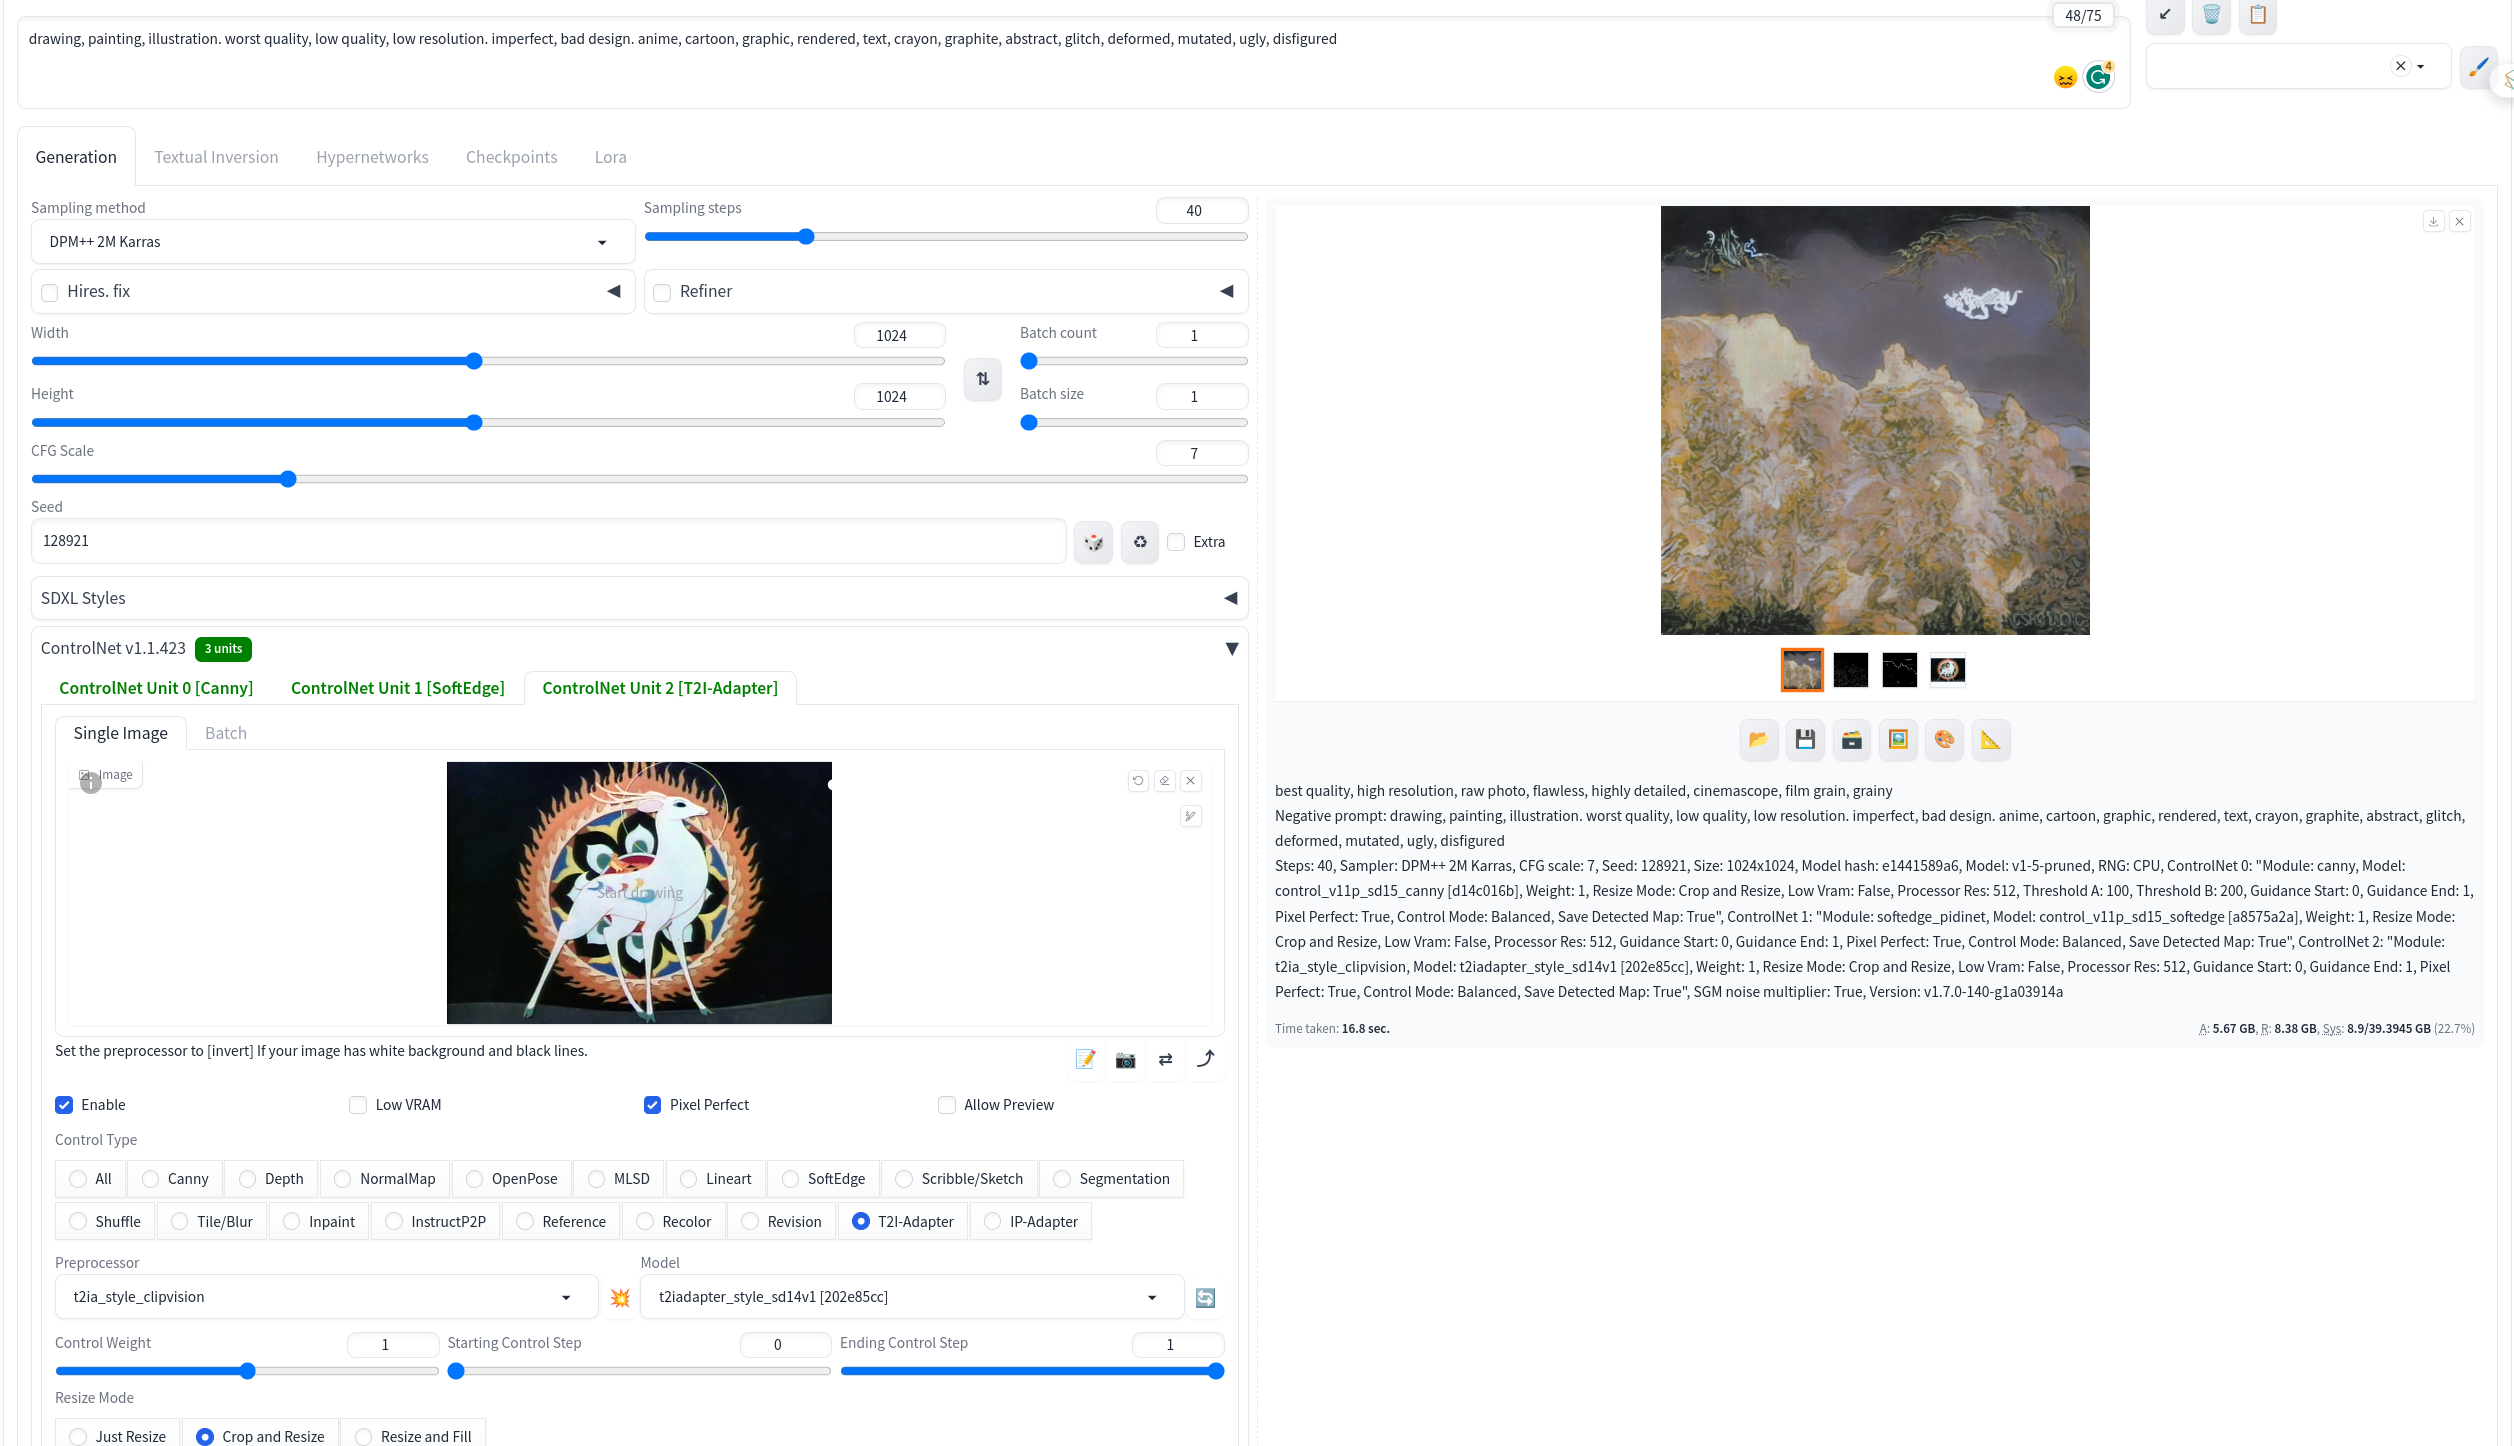 48/75
drawing, painting, illustration. worst quality, low quality, low resolution. imperfect, bad design. anime, cartoon, graphic, rendered, text, crayon, graphite, abstract, glitch, deformed, mutated, ugly, disfigured
4
Generation Textual Inversion Hypernetworks Checkpoints Lora
Sampling method
DPM++ 2M Karras
Sampling steps
40
Hires. fix
Refiner
Width
1024
Batch count
1
Height
1024
Batch size
1
CFG Scale
7
Seed
128921
Extra
SDXL Styles
ControlNet v1.1.423 3 units
ControlNet Unit 0 [Canny] ControlNet Unit 1 [SoftEdge] ControlNet Unit 2 [T2I-Adapter]
Single Image Batch
Image
Start drawing
Set the preprocessor to [invert] If your image has white background and black lines.
Enable Low VRAM Pixel Perfect Allow Preview
Control Type
All Canny Depth NormalMap OpenPose MLSD Lineart SoftEdge Scribble/Sketch Segmentation
Shuffle Tile/Blur Inpaint InstructP2P Reference Recolor Revision T2I-Adapter IP-Adapter
Preprocessor
t2ia_style_clipvision
Model
t2iadapter_style_sd14v1 [202e85cc]
Control Weight
1
Starting Control Step
0
Ending Control Step
1
Resize Mode
Just Resize Crop and Resize Resize and Fill
best quality, high resolution, raw photo, flawless, highly detailed, cinemascope, film grain, grainy
Negative prompt: drawing, painting, illustration. worst quality, low quality, low resolution. imperfect, bad design. anime, cartoon, graphic, rendered, text, crayon, graphite, abstract, glitch,
deformed, mutated, ugly, disfigured
Steps: 40, Sampler: DPM++ 2M Karras, CFG scale: 7, Seed: 128921, Size: 1024x1024, Model hash: e1441589a6, Model: v1-5-pruned, RNG: CPU, ControlNet 0: "Module: canny, Model:
control_v11p_sd15_canny [d14c016b], Weight: 1, Resize Mode: Crop and Resize, Low Vram: False, Processor Res: 512, Threshold A: 100, Threshold B: 200, Guidance Start: 0, Guidance End: 1,
Pixel Perfect: True, Control Mode: Balanced, Save Detected Map: True", ControlNet 1: "Module: softedge_pidinet, Model: control_v11p_sd15_softedge [a8575a2a], Weight: 1, Resize Mode:
Crop and Resize, Low Vram: False, Processor Res: 512, Guidance Start: 0, Guidance End: 1, Pixel Perfect: True, Control Mode: Balanced, Save Detected Map: True", ControlNet 2: "Module:
t2ia_style_clipvision, Model: t2iadapter_style_sd14v1 [202e85cc], Weight: 1, Resize Mode: Crop and Resize, Low Vram: False, Processor Res: 512, Guidance Start: 0, Guidance End: 1, Pixel
Perfect: True, Control Mode: Balanced, Save Detected Map: True", SGM noise multiplier: True, Version: v1.7.0-140-g1a03914a
Time taken: 16.8 sec.
A: 5.67 GB, R: 8.38 GB, Sys: 8.9/39.3945 GB (22.7%)